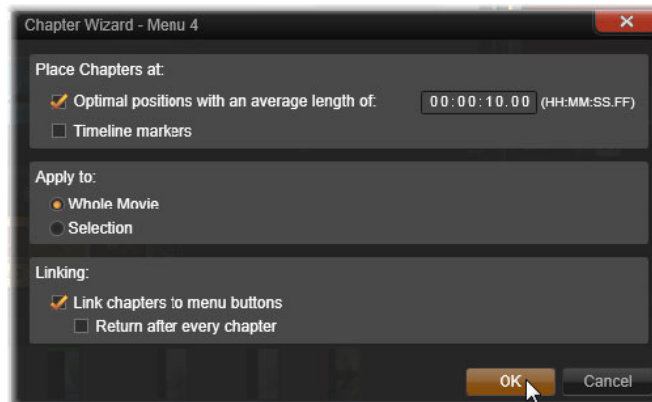 Chapter Wizard - Menu 4
Place Chapters at:
Optimal positions with an average length of: 00:00:10.00 (HH:MM:SS.FF)
Timeline markers
Apply to:
Whole Movie
Selection
Linking:
Link chapters to menu buttons
Return after every chapter
OK Cancel